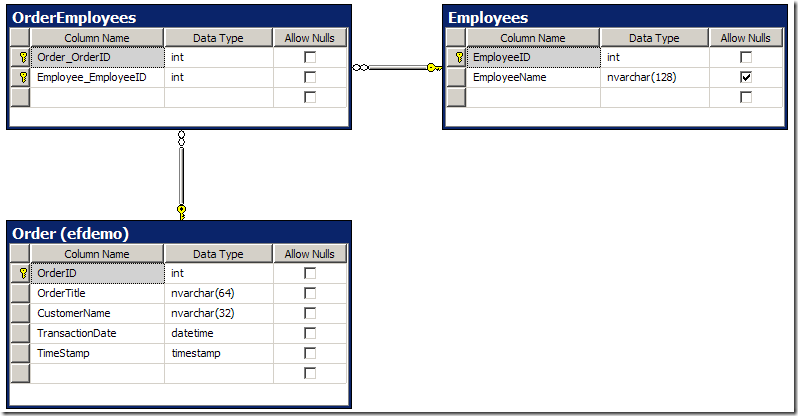 OrderEmployees
Column Name Data Type Allow Nulls
Order_OrderID int
Employee_EmployeeID int
Employees
Column Name Data Type Allow Nulls
EmployeeID int
EmployeeName nvarchar(128)
Order (efdemo)
Column Name Data Type Allow Nulls
OrderID int
OrderTitle nvarchar(64)
CustomerName nvarchar(32)
TransactionDate datetime
TimeStamp timestamp